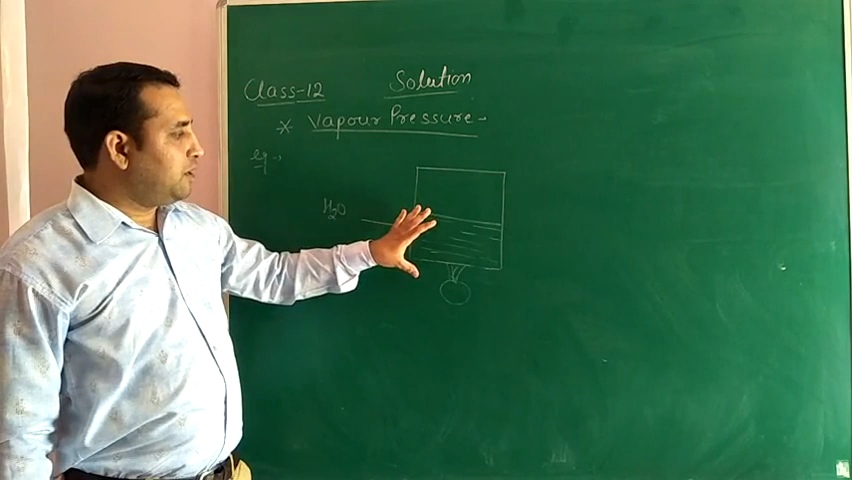 Class-12 Solution
* Vapour Pressure-
eg→
H₂O